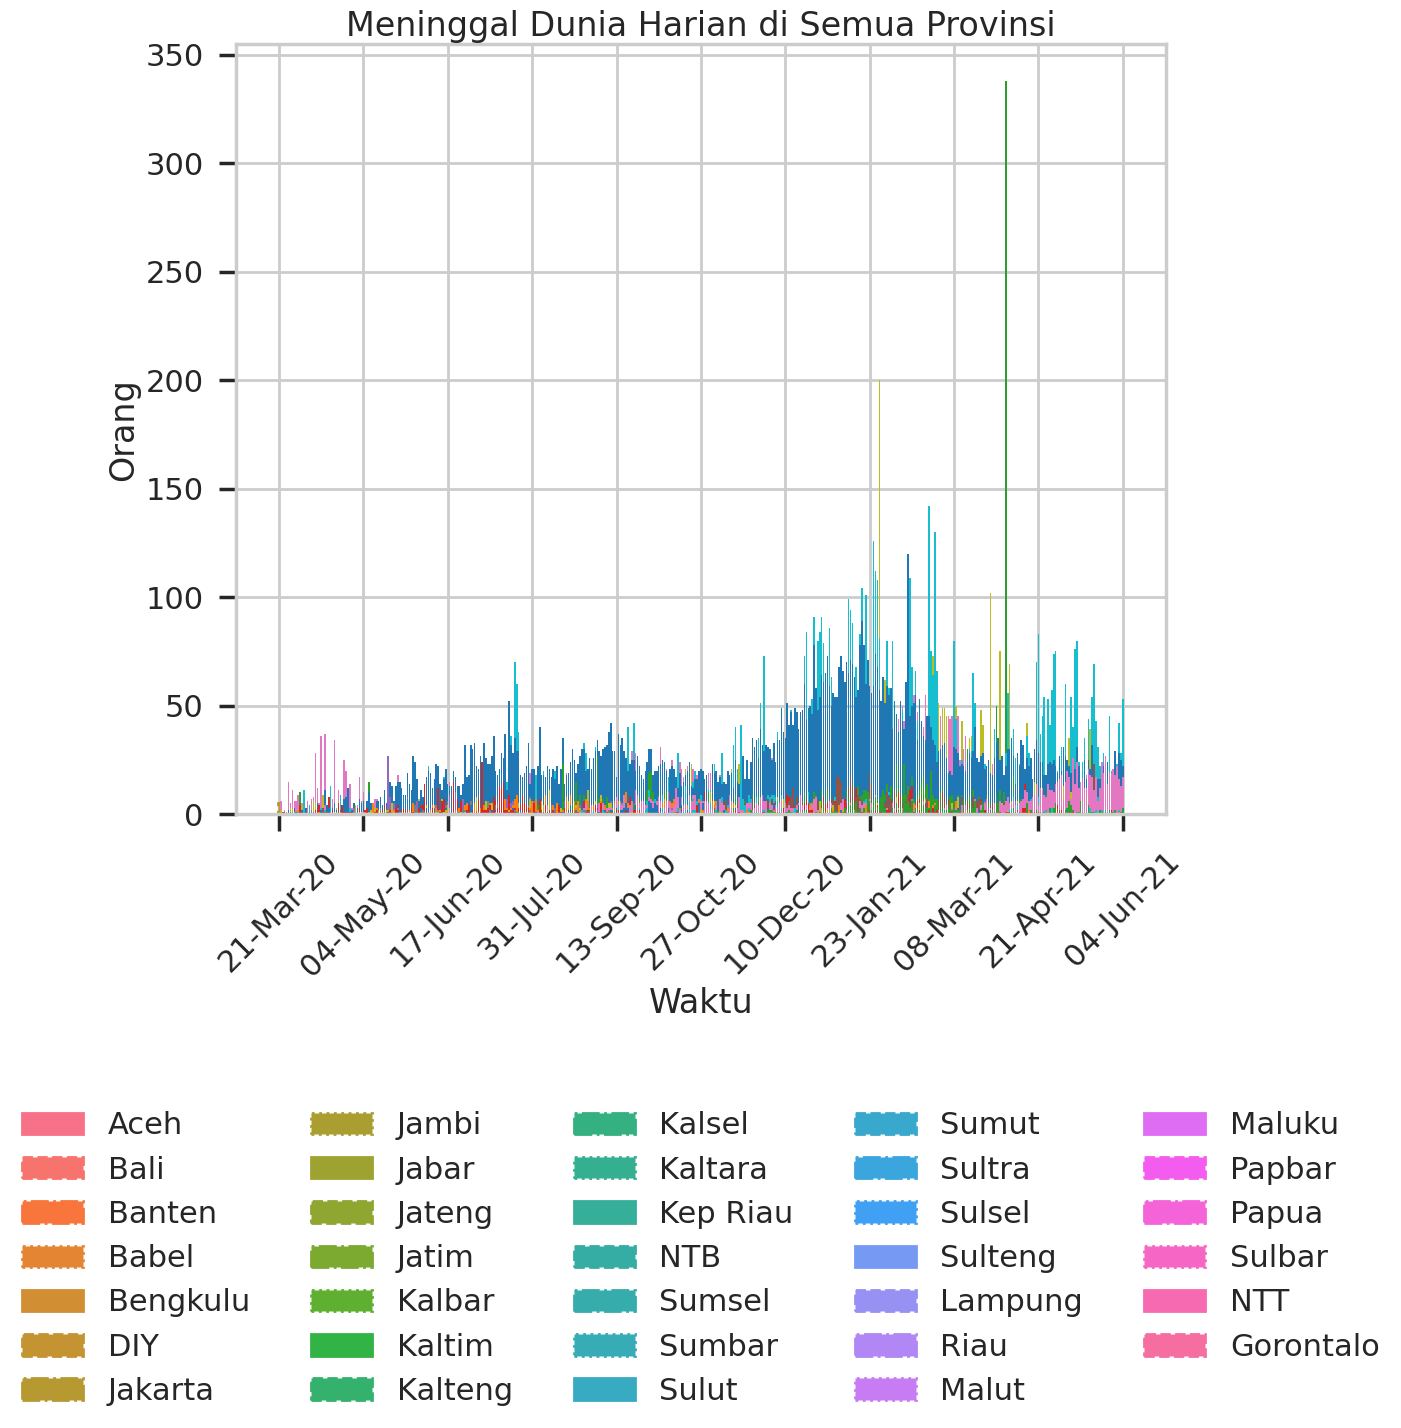 Meninggal Dunia Harian di Semua Provinsi
350
300
250
200
150
100
50
0
Orang
21-Mar-20
04-May-20
17-Jun-20
31-Jul-20
13-Sep-20
27-Oct-20
10-Dec-20
23-Jan-21
08-Mar-21
21-Apr-21
04-Jun-21
Waktu
Aceh
Bali
Banten
Babel
Bengkulu
DIY
Jakarta
Jambi
Jabar
Jateng
Jatim
Kalbar
Kaltim
Kalteng
Kalsel
Kaltara
Kep Riau
NTB
Sumsel
Sumbar
Sulut
Sumut
Sultra
Sulsel
Sulteng
Lampung
Riau
Malut
Maluku
Papbar
Papua
Sulbar
NTT
Gorontalo